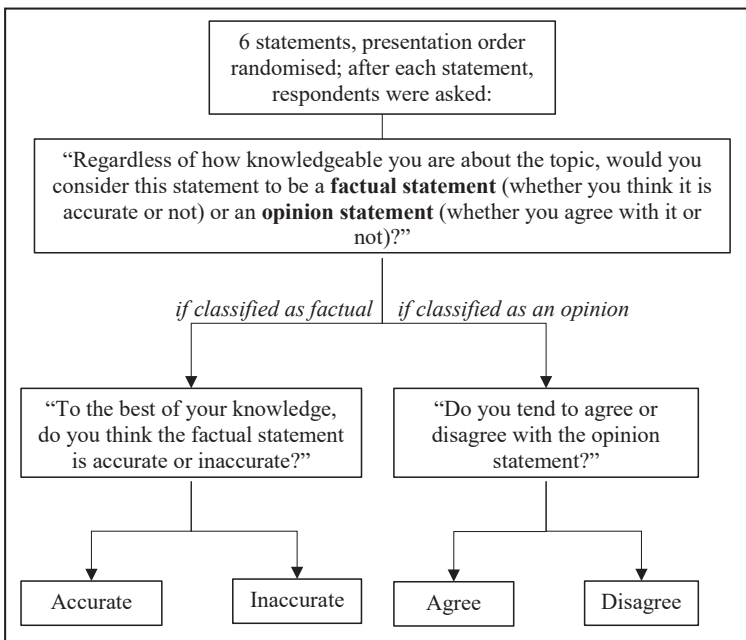 6 statements, presentation order
randomised; after each statement,
respondents were asked:
“Regardless of how knowledgeable you are about the topic, would you
consider this statement to be a factual statement (whether you think it is
accurate or not) or an opinion statement (whether you agree with it or
not)?”
if classified as factual
if classified as an opinion
“To the best of your knowledge,
do you think the factual statement
is accurate or inaccurate?”
“Do you tend to agree or
disagree with the opinion
statement?”
Accurate
Inaccurate
Agree
Disagree